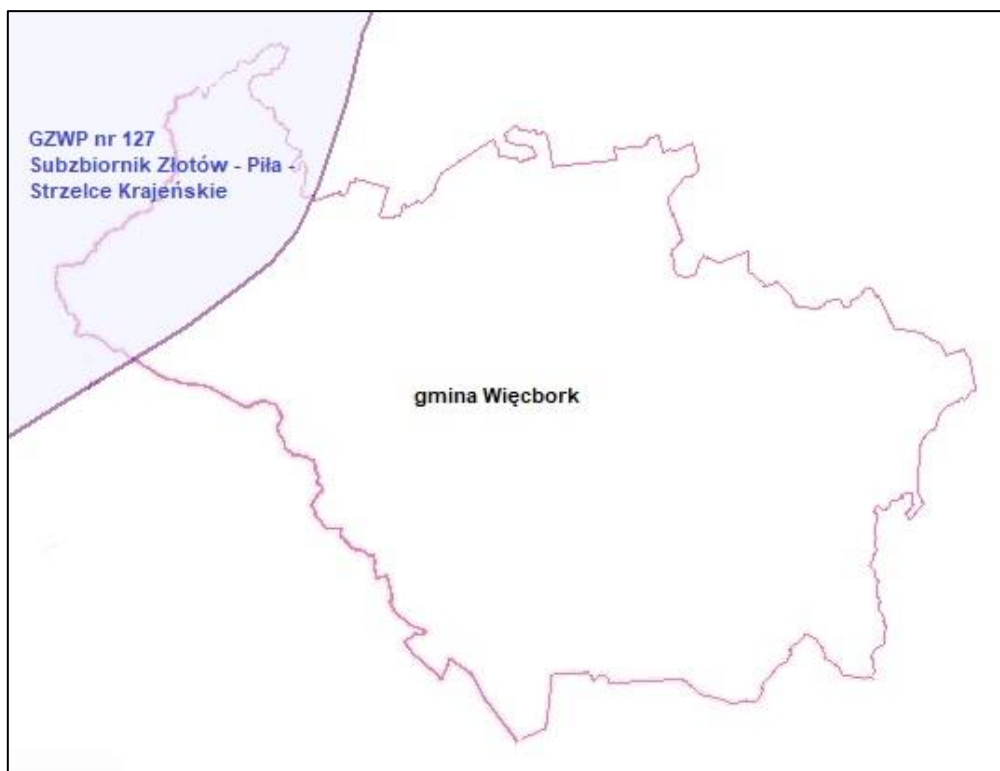 GZWP nr 127
Subzbiornik Złotów - Piła -
Strzelce Krajeńskie
gmina Więcbork